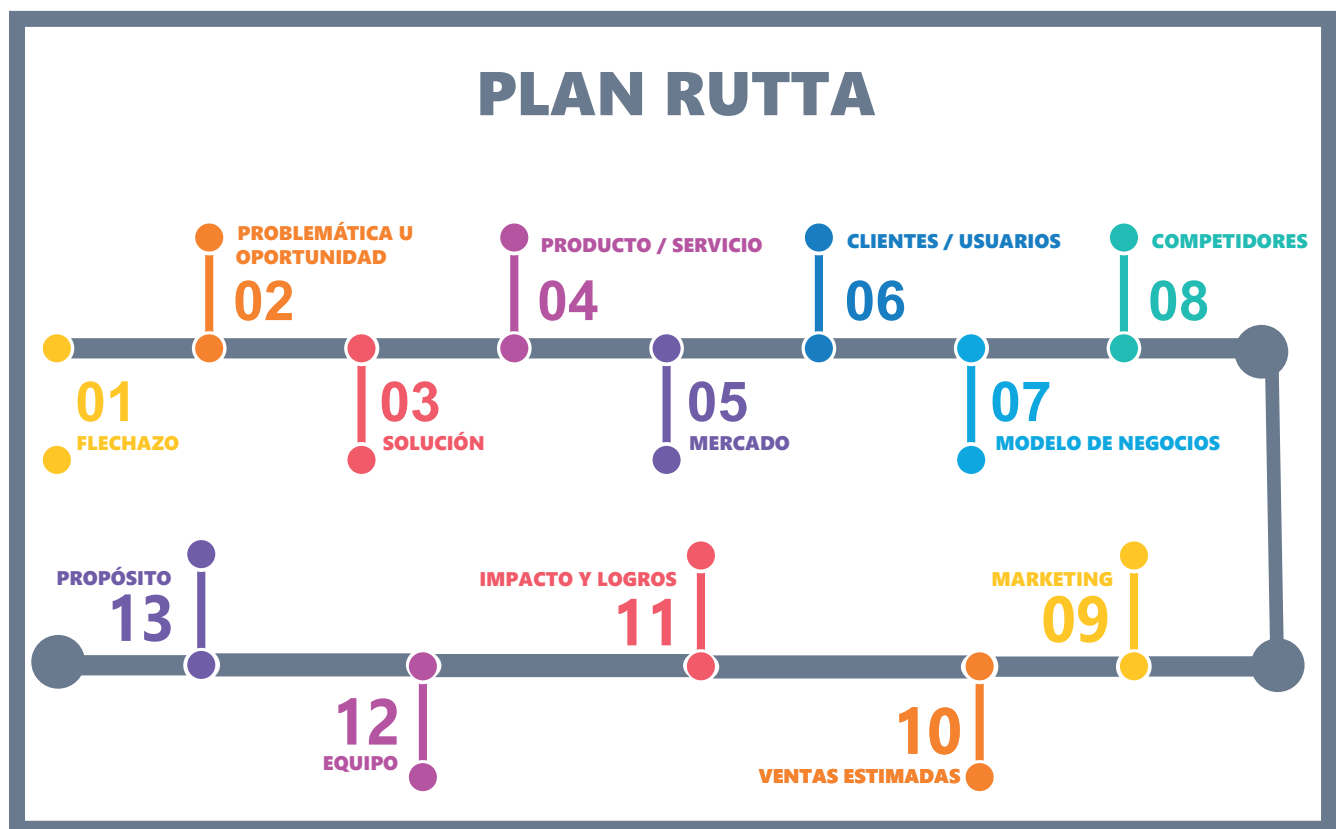 PLAN RUTTA
01
FLECHAZO
PROBLEMÁTICA U
OPORTUNIDAD
02
03
SOLUCIÓN
PRODUCTO / SERVICIO
04
05
MERCADO
CLIENTES / USUARIOS
06
07
MODELO DE NEGOCIOS
COMPETIDORES
08
MARKETING
09
10
VENTAS ESTIMADAS
IMPACTO Y LOGROS
11
12
EQUIPO
PROPÓSITO
13